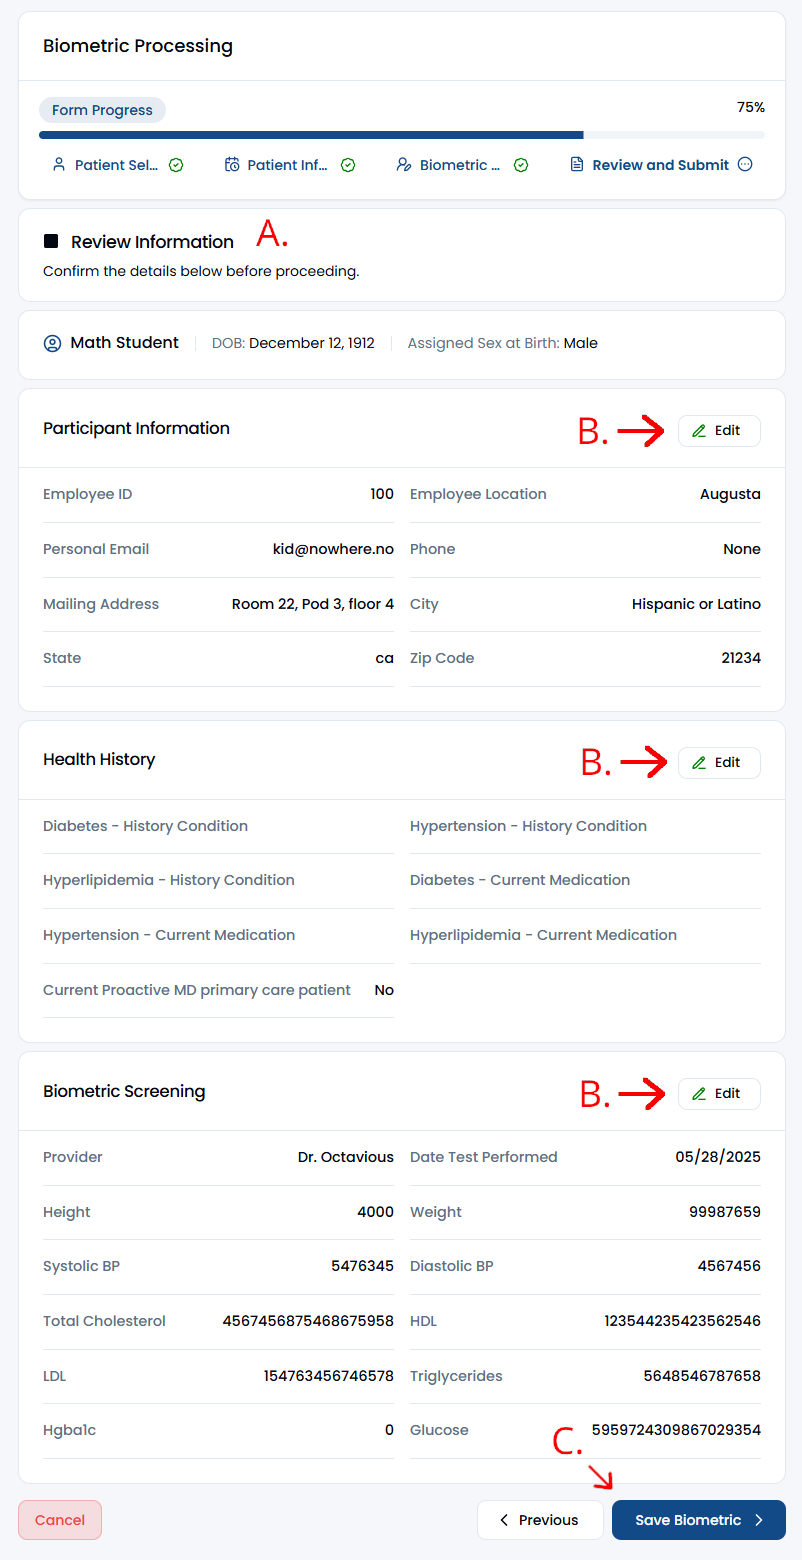 Biometric Processing
Form Progress 75%
Patient Sel... Patient Inf... Biometric ... Review and Submit
Review Information A.
Confirm the details below before proceeding.
Math Student DOB: December 12, 1912 Assigned Sex at Birth: Male
Participant Information B. Edit
Employee ID 100 Employee Location Augusta
Personal Email kid@nowhere.no Phone None
Mailing Address Room 22, Pod 3, floor 4 City Hispanic or Latino
State ca Zip Code 21234
Health History B. Edit
Diabetes - History Condition Hypertension - History Condition
Hyperlipidemia - History Condition Diabetes - Current Medication
Hypertension - Current Medication Hyperlipidemia - Current Medication
Current Proactive MD primary care patient No
Biometric Screening B. Edit
Provider Dr. Octavious Date Test Performed 05/28/2025
Height 4000 Weight 99987659
Systolic BP 5476345 Diastolic BP 4567456
Total Cholesterol 4567456875468675958 HDL 123544235423562546
LDL 154763456746578 Triglycerides 5648546787658
Hgba1c 0 Glucose 5959724309867029354
C.
Cancel Previous Save Biometric